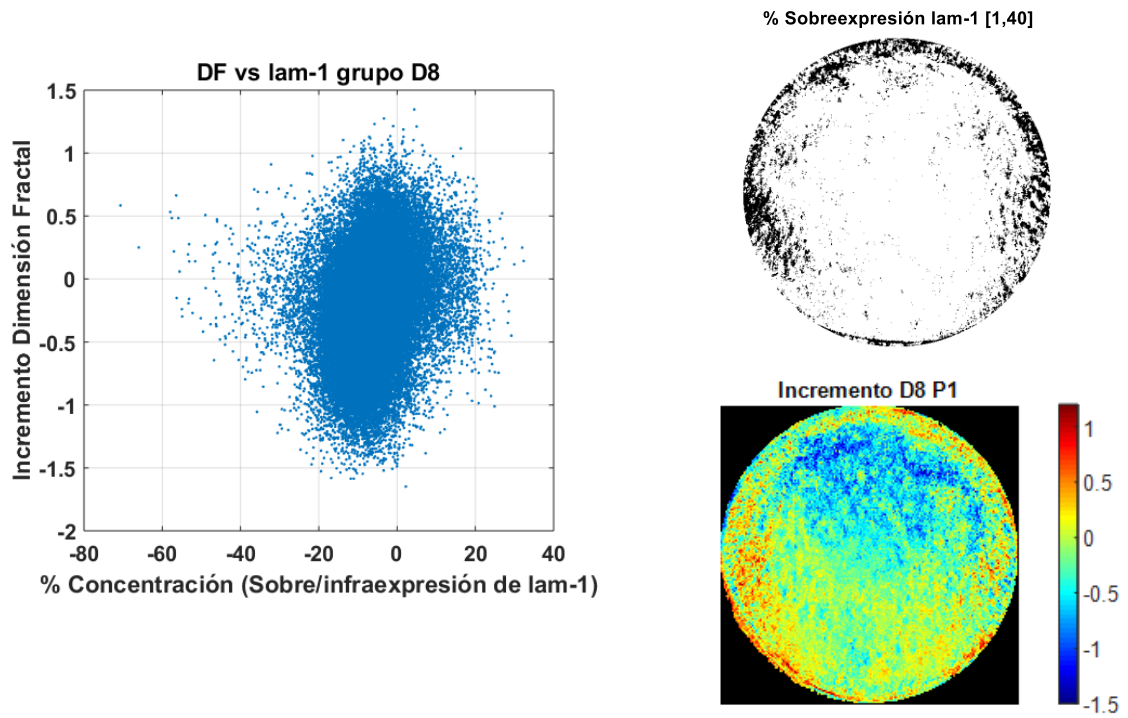 % Sobreexpresión lam-1 [1,40]
DF vs lam-1 grupo D8
1.5
1
0.5
0
-0.5
-1
-1.5
-2
Incremento Dimensión Fractal
-80 -60 -40 -20 0 20 40
% Concentración (Sobre/infraexpresión de lam-1)
Incremento D8 P1
1
0.5
0
-0.5
-1
-1.5